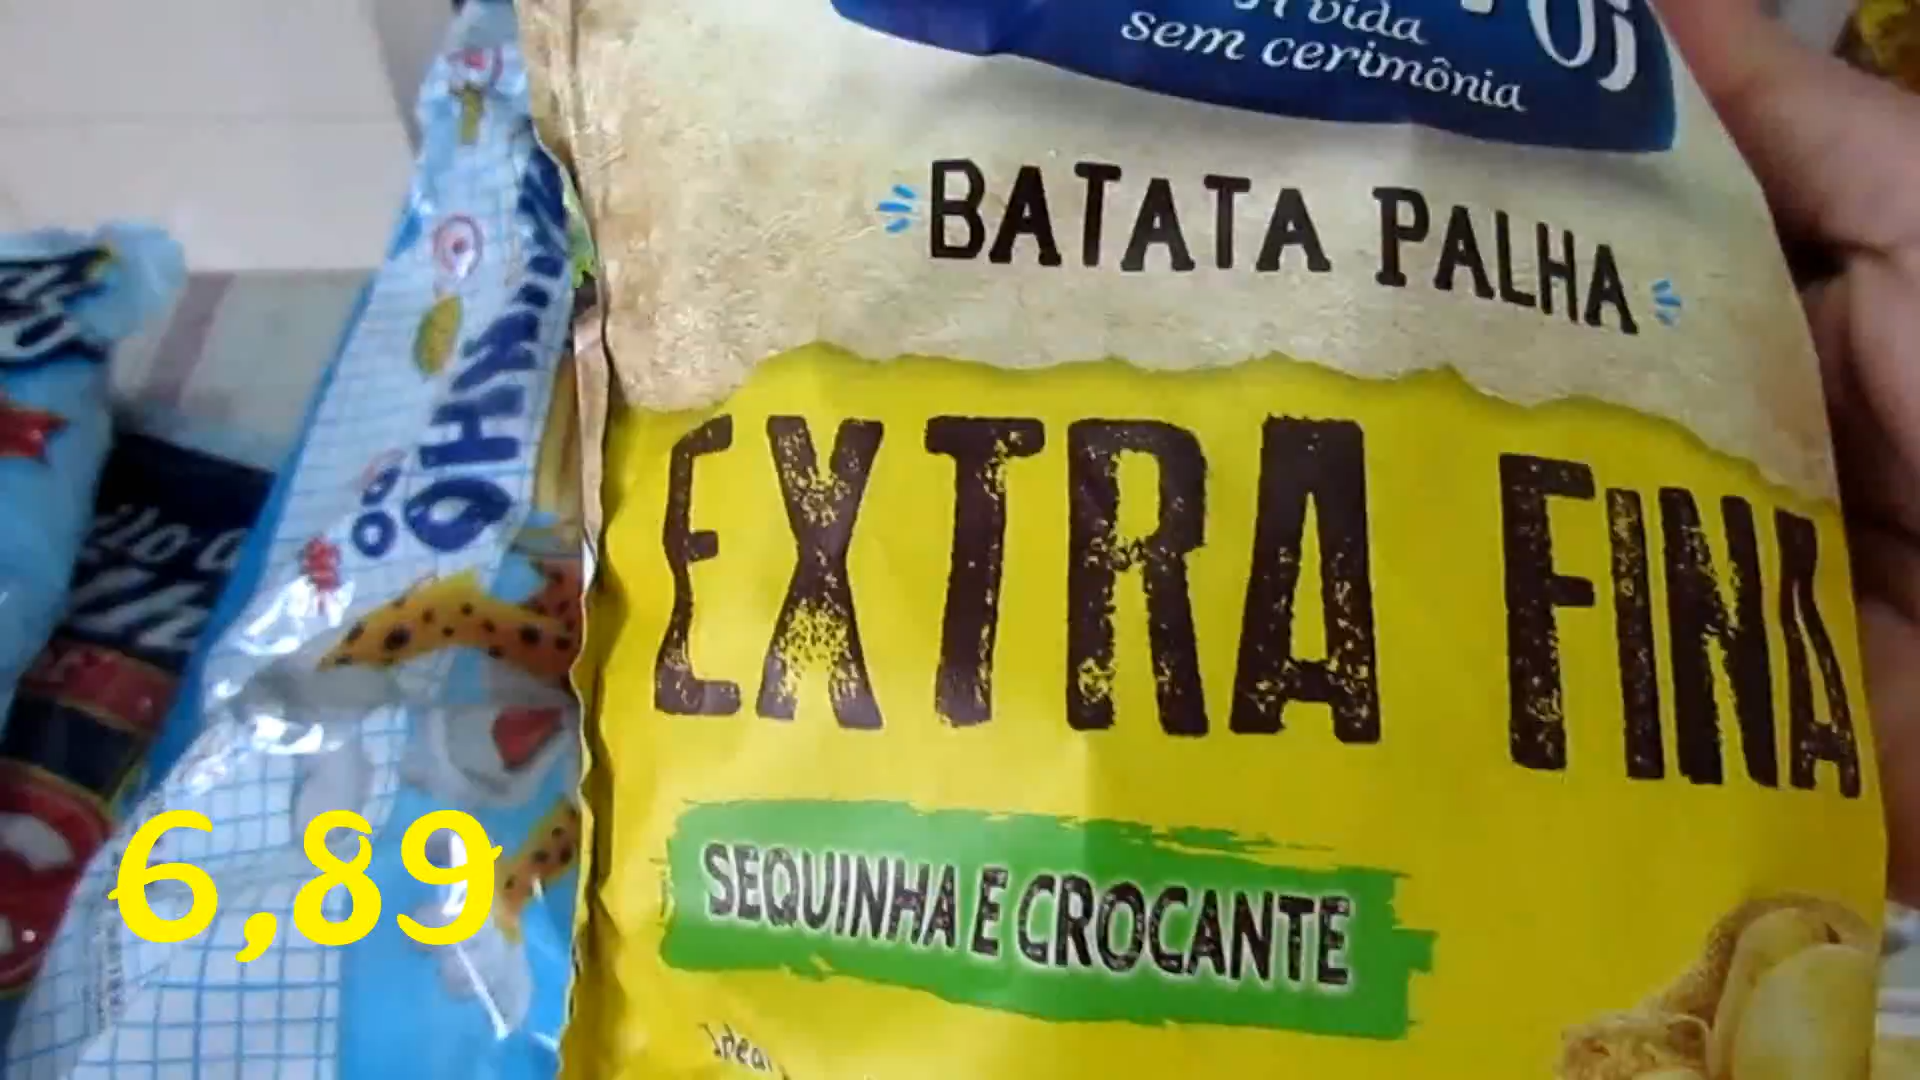 vida
sem cerimônia
BATATA PALHA
EXTRA FINA
SEQUINHA E CROCANTE
6,89